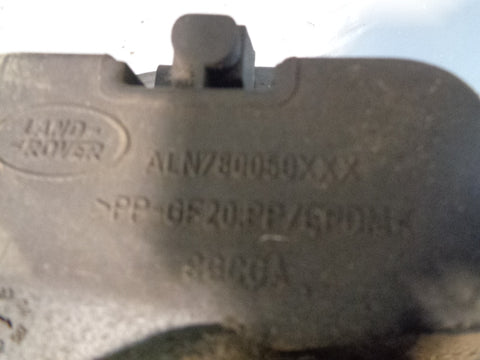 LAND-
-ROVER
ALN780050XXX
>PP-GF20,PP/EPDM<